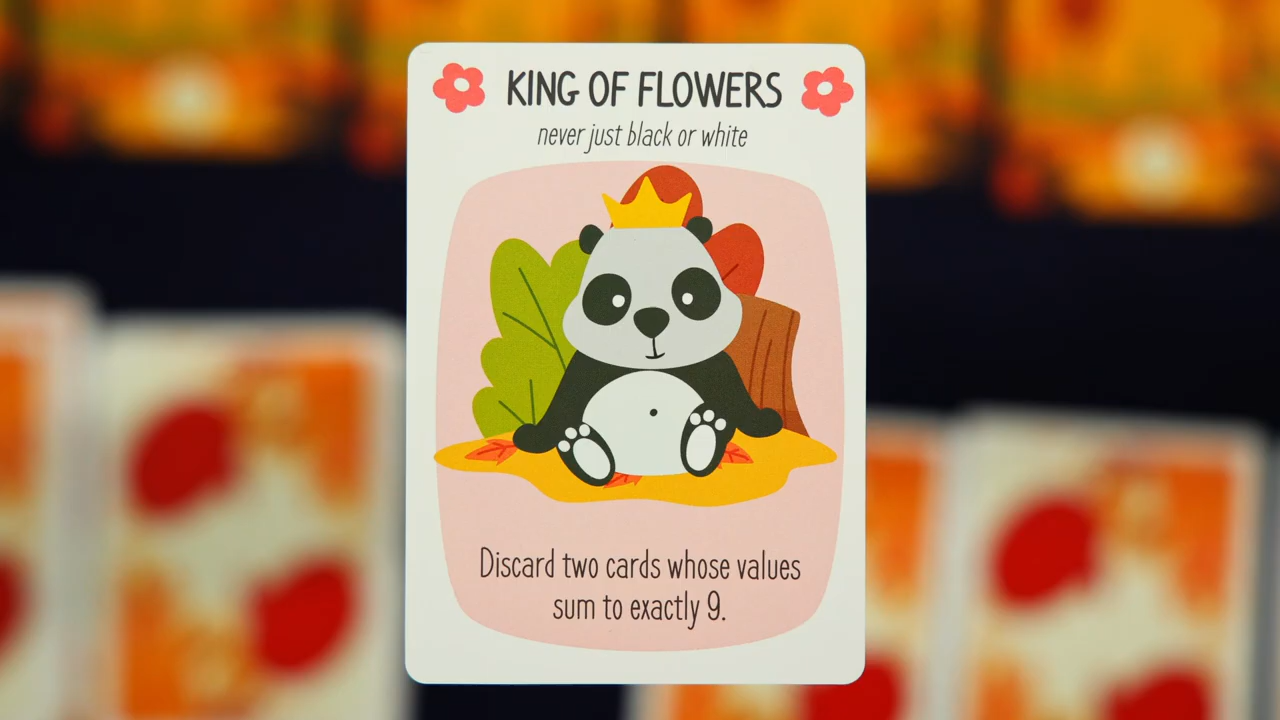 KING OF FLOWERS
never just black or white
Discard two cards whose values
sum to exactly 9.